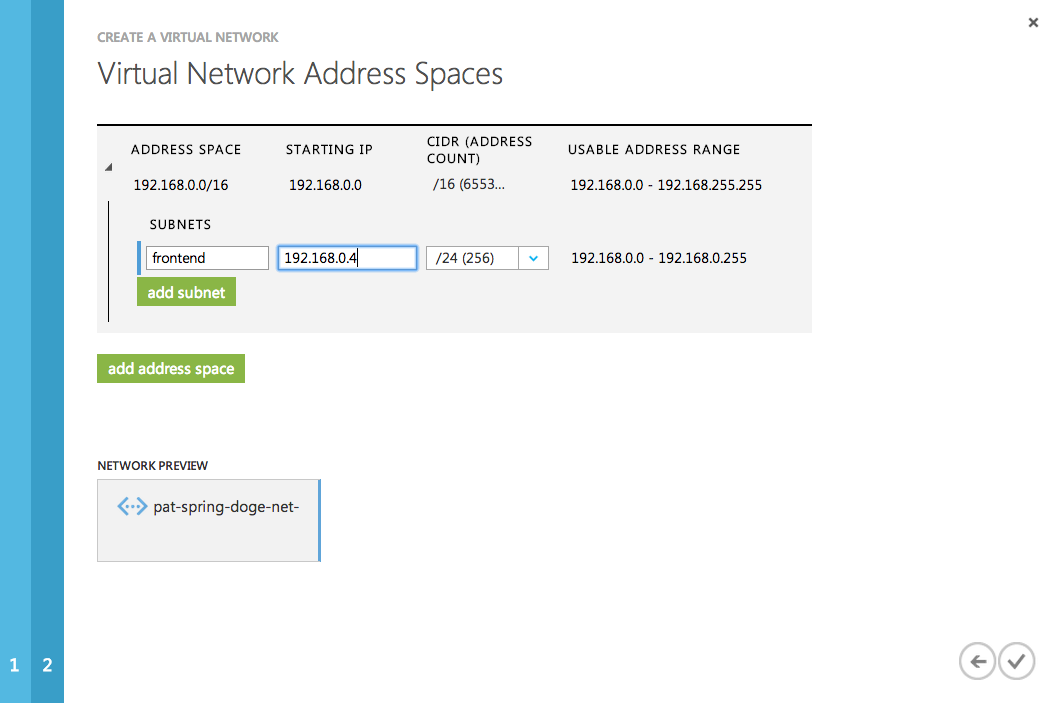 CREATE A VIRTUAL NETWORK
Virtual Network Address Spaces
ADDRESS SPACE STARTING IP CIDR (ADDRESS COUNT) USABLE ADDRESS RANGE
192.168.0.0/16 192.168.0.0 /16 (6553... 192.168.0.0 - 192.168.255.255
SUBNETS
frontend 192.168.0.4 /24 (256) 192.168.0.0 - 192.168.0.255
add subnet
add address space
NETWORK PREVIEW
pat-spring-doge-net-
1 2